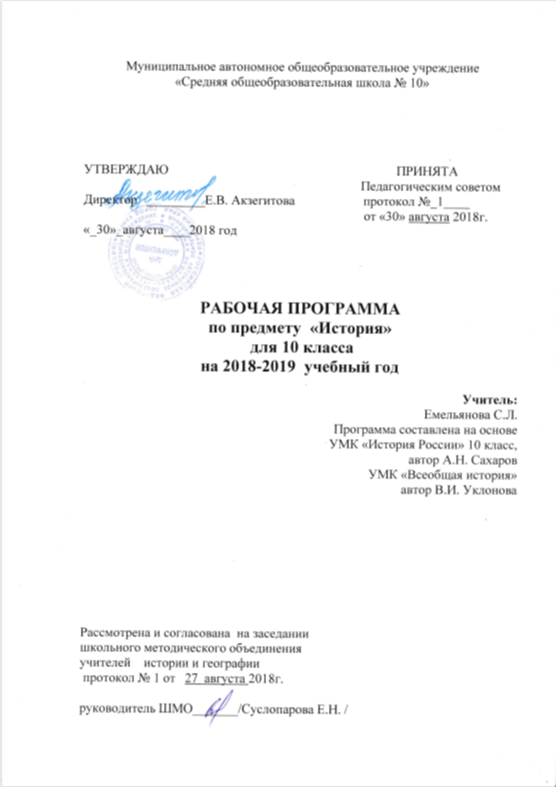 Муниципальное автономное общеобразовательное учреждение
«Средняя общеобразовательная школа № 10»
УТВЕРЖДАЮ
Директор __________Е.В. Акзегитова
«_30»_августа____2018 год
ПРИНЯТА
Педагогическим советом
протокол №_1____
от «30» августа 2018г.
РАБОЧАЯ ПРОГРАММА
по предмету «История»
для 10 класса
на 2018-2019 учебный год
Учитель:
Емельянова С.Л.
Программа составлена на основе
УМК «История России» 10 класс,
автор А.Н. Сахаров
УМК «Всеобщая история»
автор В.И. Уклонова
Рассмотрена и согласована на заседании
школьного методического объединения
учителей истории и географии
протокол № 1 от 27 августа 2018г.
руководитель ШМО_______/Суслопарова Е.Н. /